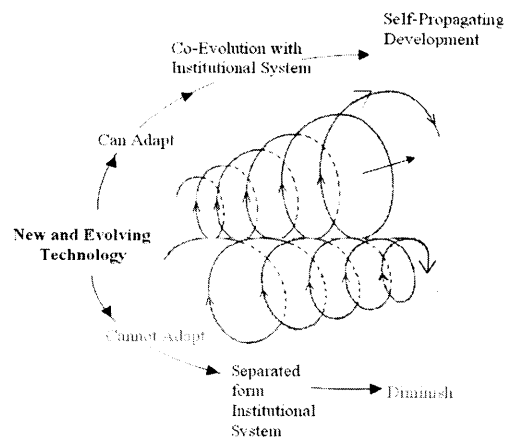 Self-Propagating
Development
Co-Evolution with
Institutional System
Can Adapt
New and Evolving
Technology
Cannot Adapt
Separated
form
Institutional
System
Diminish